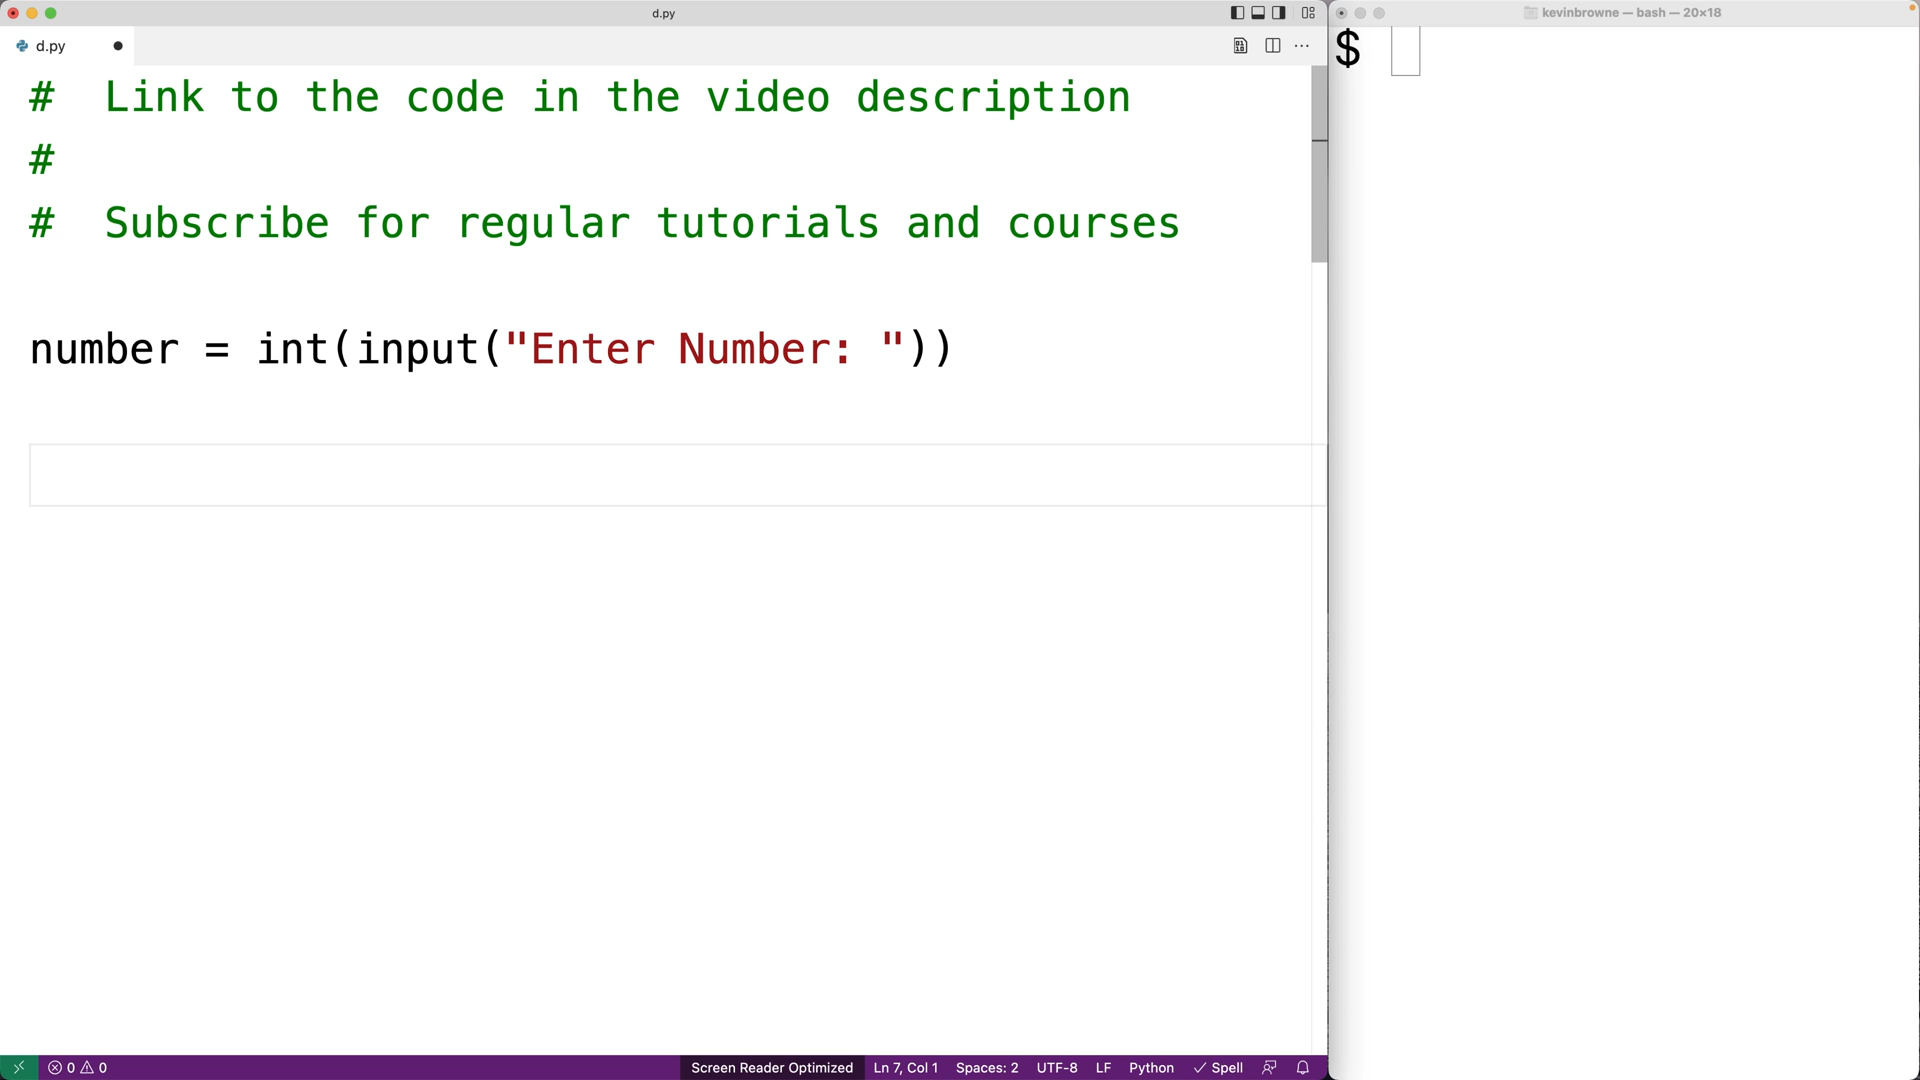 d.py
kevinbrowne — bash — 20×18
d.py
$
#  Link to the code in the video description
#
#  Subscribe for regular tutorials and courses
number = int(input("Enter Number: "))
0 0
Screen Reader Optimized
Ln 7, Col 1
Spaces: 2
UTF-8
LF
Python
Spell